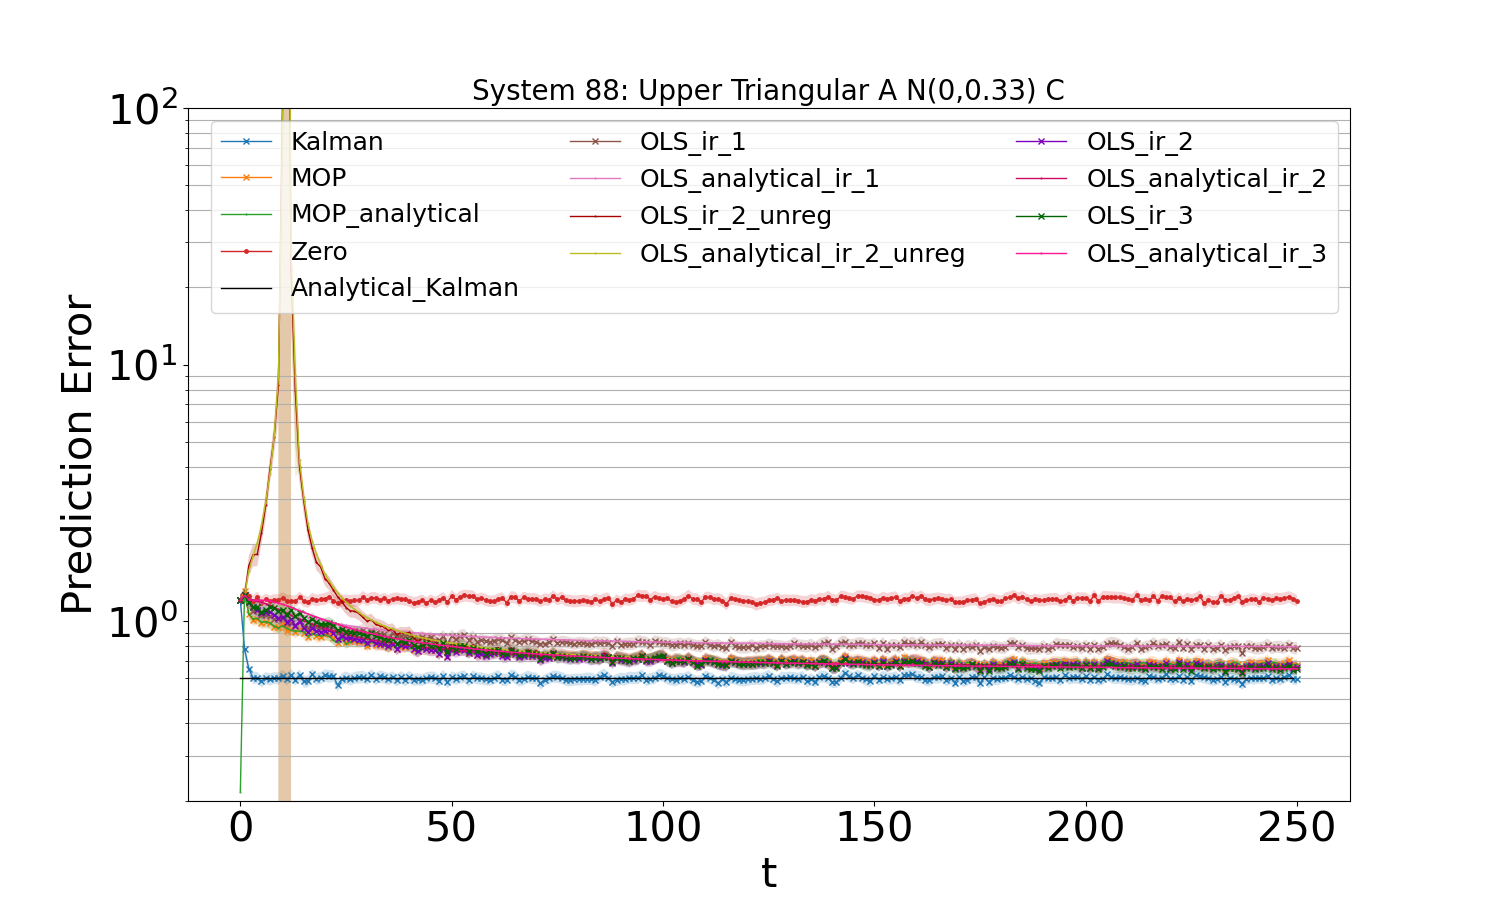 System 88: Upper Triangular A N(0,0.33) C
Prediction Error
10²
10¹
10⁰
Kalman
MOP
MOP_analytical
Zero
Analytical_Kalman
OLS_ir_1
OLS_analytical_ir_1
OLS_ir_2_unreg
OLS_analytical_ir_2_unreg
OLS_ir_2
OLS_analytical_ir_2
OLS_ir_3
OLS_analytical_ir_3
0 50 100 150 200 250
t